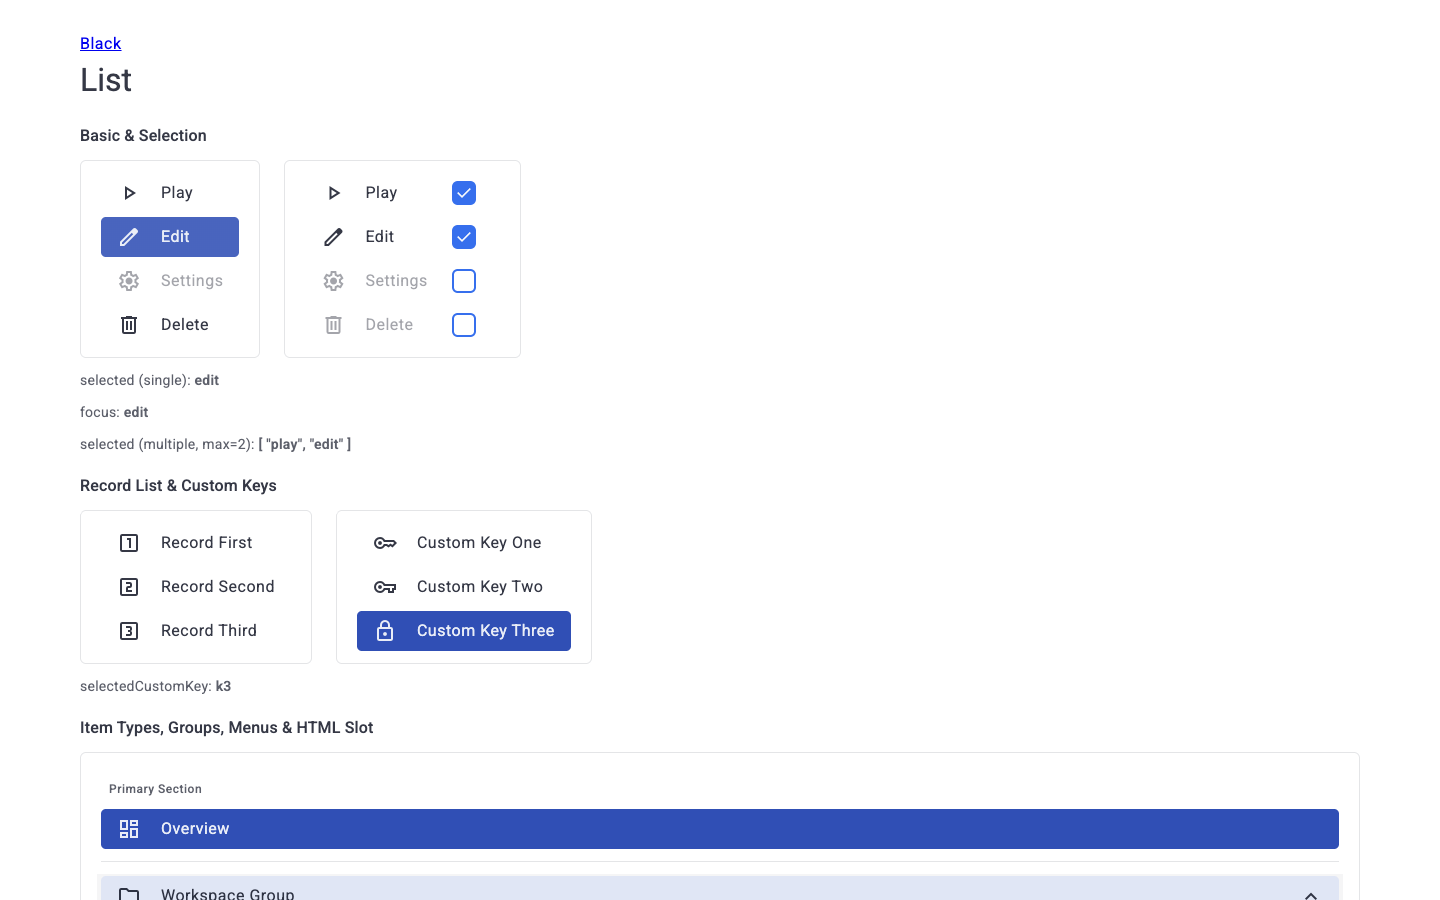 Black
List
Basic & Selection
Play
Edit
Settings
Delete
Play
Edit
Settings
Delete
selected (single): edit
focus: edit
selected (multiple, max=2): [ "play", "edit" ]
Record List & Custom Keys
Record First
Record Second
Record Third
Custom Key One
Custom Key Two
Custom Key Three
selectedCustomKey: k3
Item Types, Groups, Menus & HTML Slot
Primary Section
Overview
Workspace Group